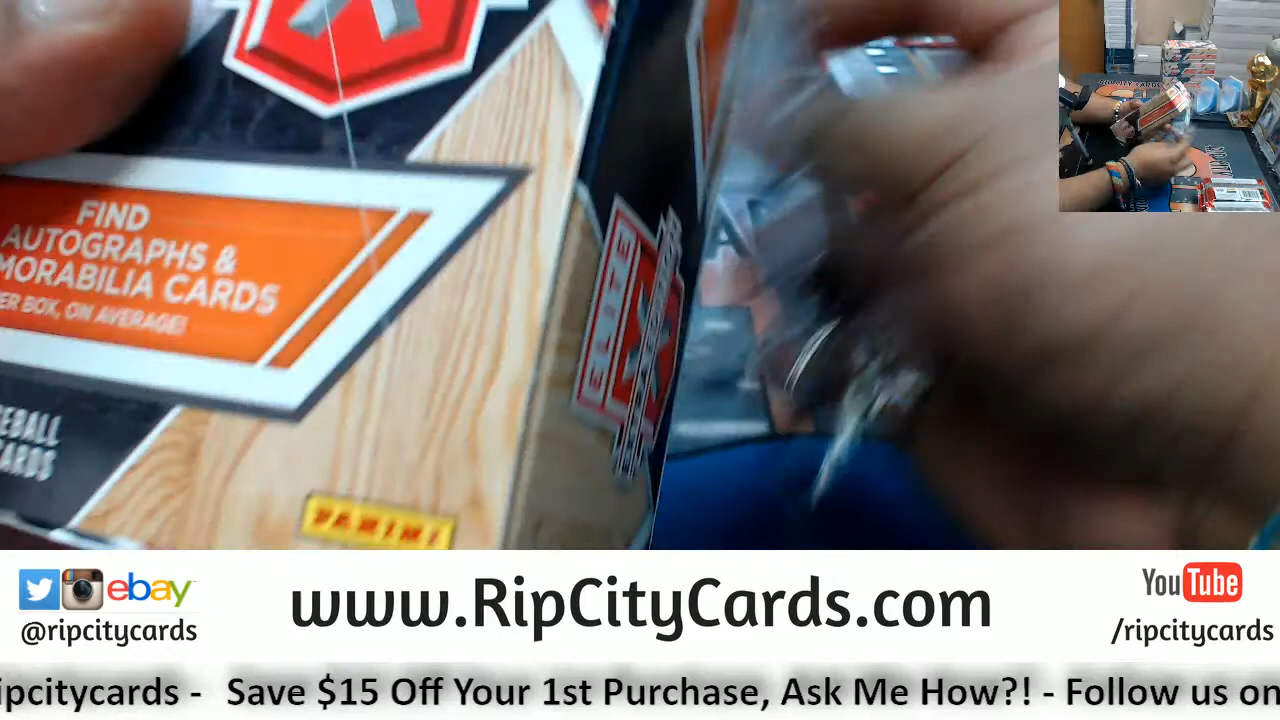 FIND
AUTOGRAPHS &
MORABILIA CARDS
ER BOX, ON AVERAGE!
EBALL
ARDS
PANINI
ELITE
ebay
@ripcitycards
www.RipCityCards.com
YouTube
/ripcitycards
ipcitycards - Save $15 Off Your 1st Purchase, Ask Me How?! - Follow us on